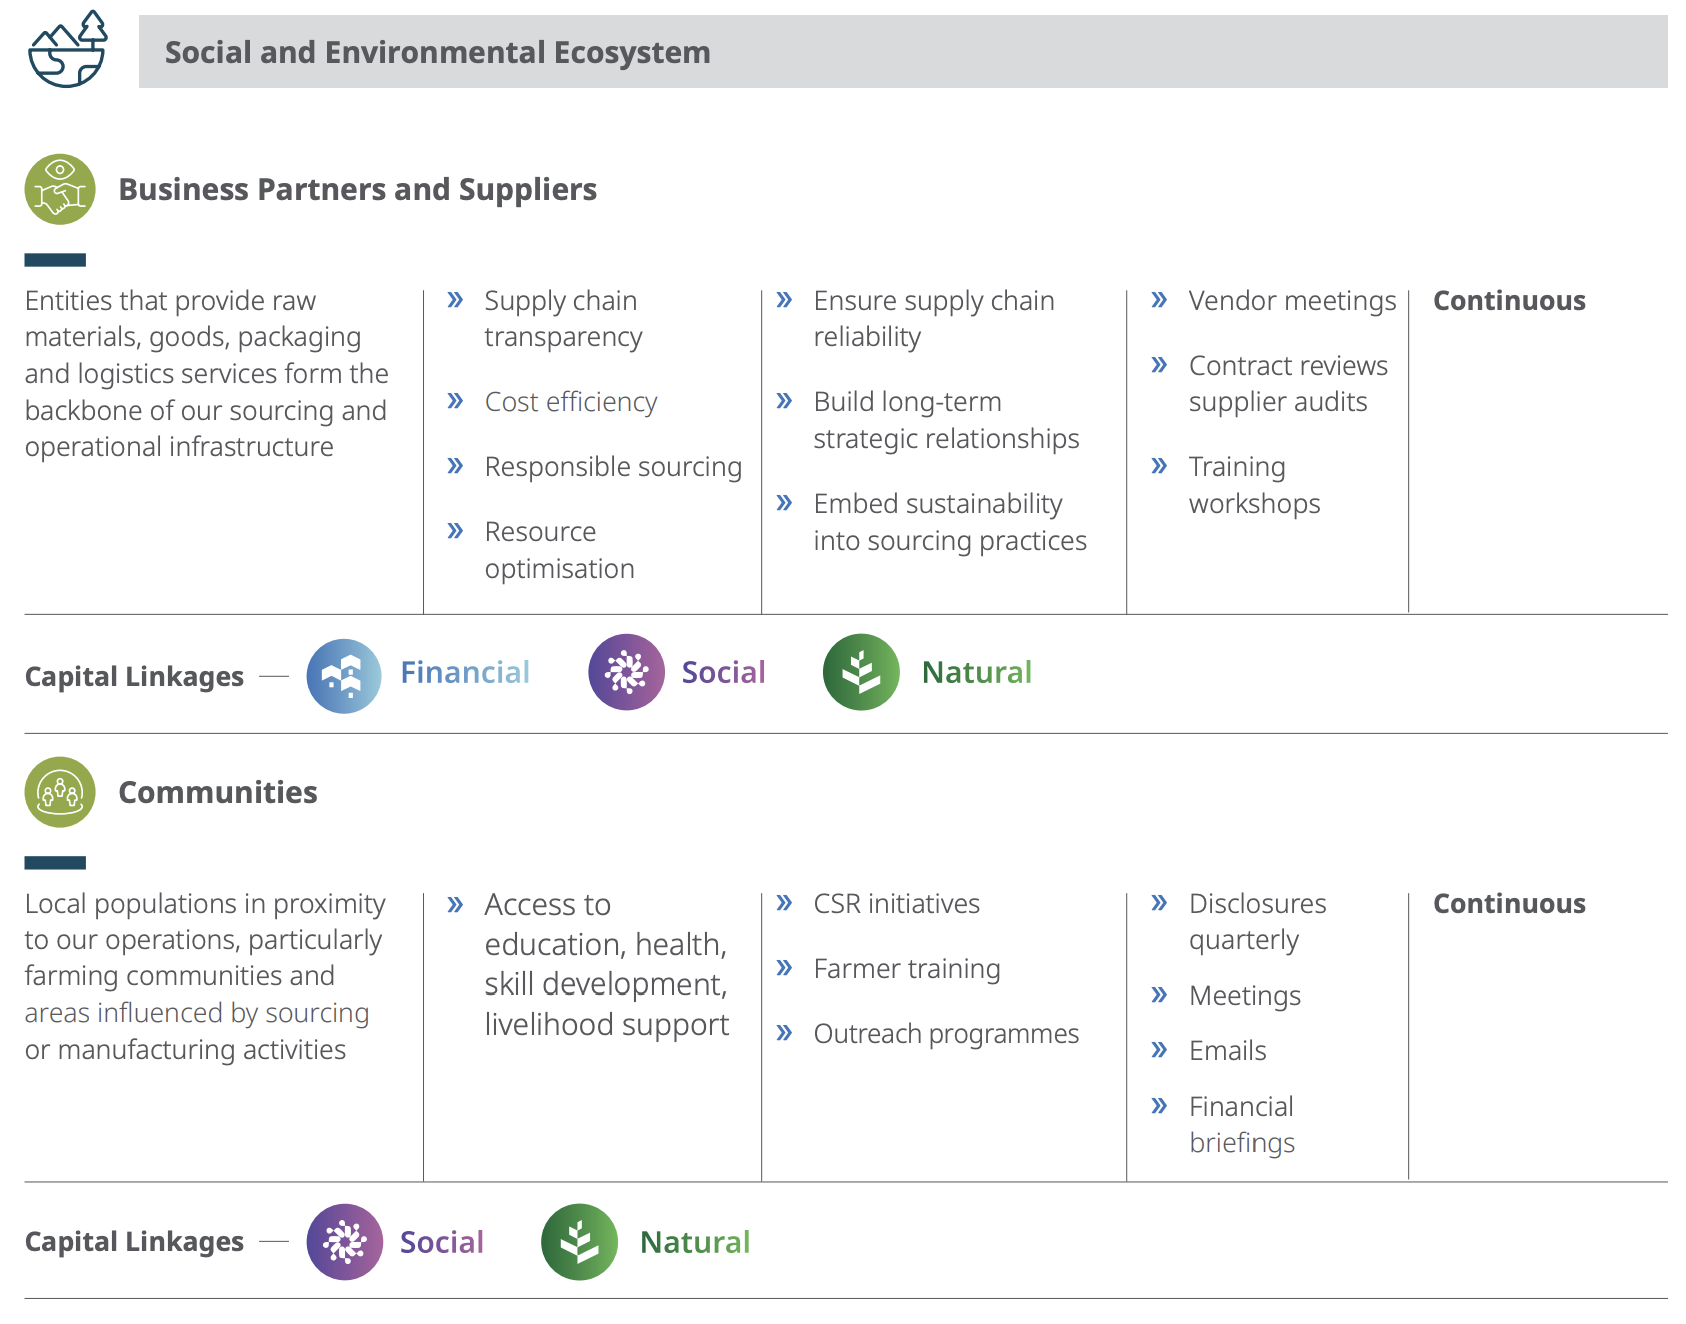 Social and Environmental Ecosystem
Business Partners and Suppliers
Entities that provide raw
materials, goods, packaging
and logistics services form the
backbone of our sourcing and
operational infrastructure
» Supply chain
transparency
» Cost efficiency
» Responsible sourcing
» Resource
optimisation
» Ensure supply chain
reliability
» Build long-term
strategic relationships
» Embed sustainability
into sourcing practices
» Vendor meetings
» Contract reviews
supplier audits
» Training
workshops
Continuous
Capital Linkages — Financial Social Natural
Communities
Local populations in proximity
to our operations, particularly
farming communities and
areas influenced by sourcing
or manufacturing activities
» Access to
education, health,
skill development,
livelihood support
» CSR initiatives
» Farmer training
» Outreach programmes
» Disclosures
quarterly
» Meetings
» Emails
» Financial
briefings
Continuous
Capital Linkages — Social Natural